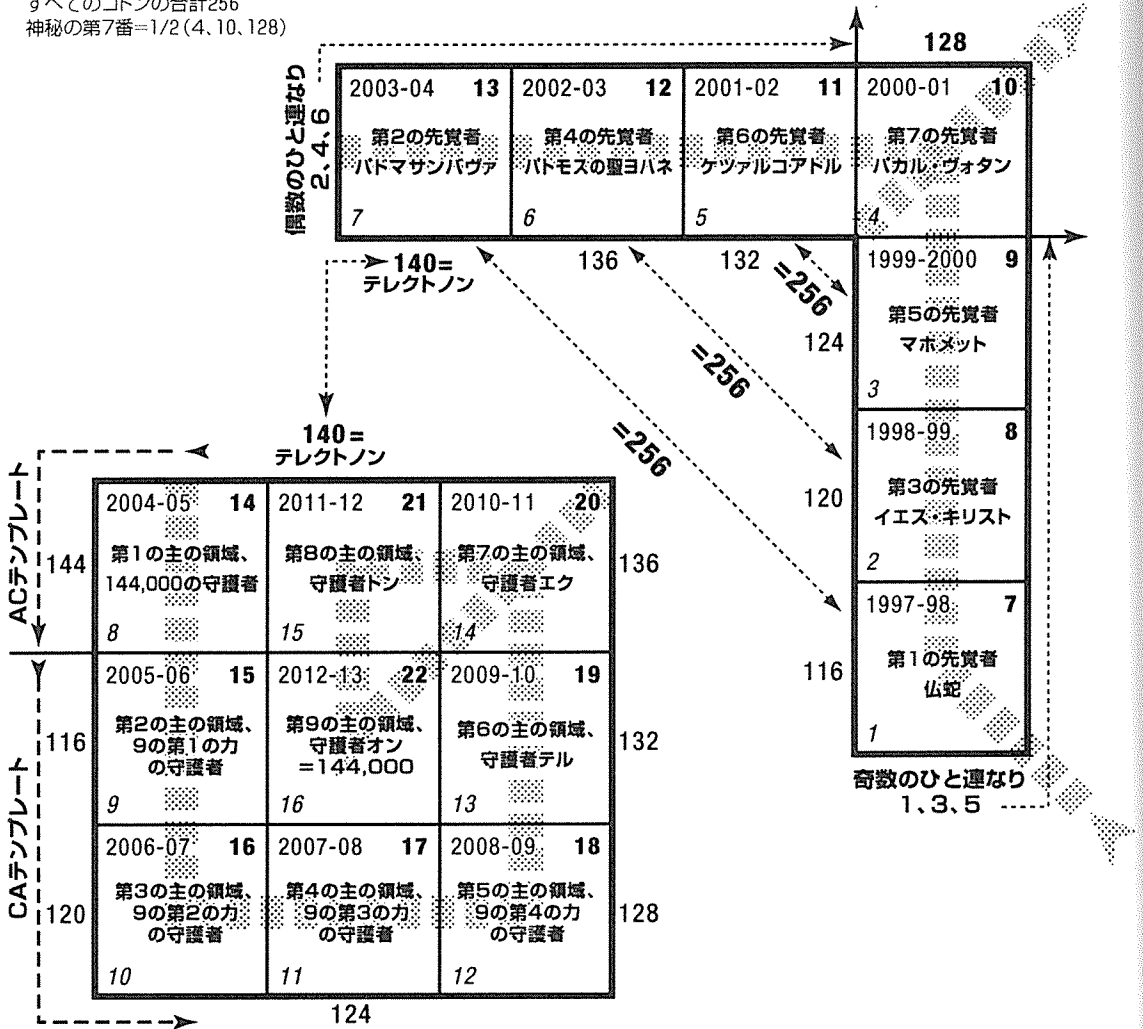 すべてのコトンの合計256
神秘の第7番=1/2(4、10、128)
128
偶数のひと連なり
2、4、6
2003-04 13
第2の先覚者
パドマサンバヴァ
7
2002-03 12
第4の先覚者
パトモスの聖ヨハネ
6
2001-02 11
第6の先覚者
ケツァルコアトル
5
2000-01 10
第7の先覚者
パカル・ヴォタン
4
140=
テレクトノン
136
132
=256
=256
=256
1999-2000 9
第5の先覚者
マホメット
3
124
1998-99 8
第3の先覚者
イエス・キリスト
2
120
1997-98 7
第1の先覚者
仏蛇
1
116
奇数のひと連なり
1、3、5
140=
テレクトノン
ACテンプレート
144
2004-05 14
第1の主の領域、
144,000の守護者
8
2011-12 21
第8の主の領域、
守護者トン
15
2010-11 20
第7の主の領域、
守護者エク
14
136
CAテンプレート
116
2005-06 15
第2の主の領域、
9の第1の力
の守護者
9
2012-13 22
第9の主の領域、
守護者オン
=144,000
16
2009-10 19
第6の主の領域、
守護者テル
13
132
120
2006-07 16
第3の主の領域、
9の第2の力
の守護者
10
2007-08 17
第4の主の領域、
9の第3の力
の守護者
11
2008-09 18
第5の主の領域、
9の第4の力
の守護者
12
128
124